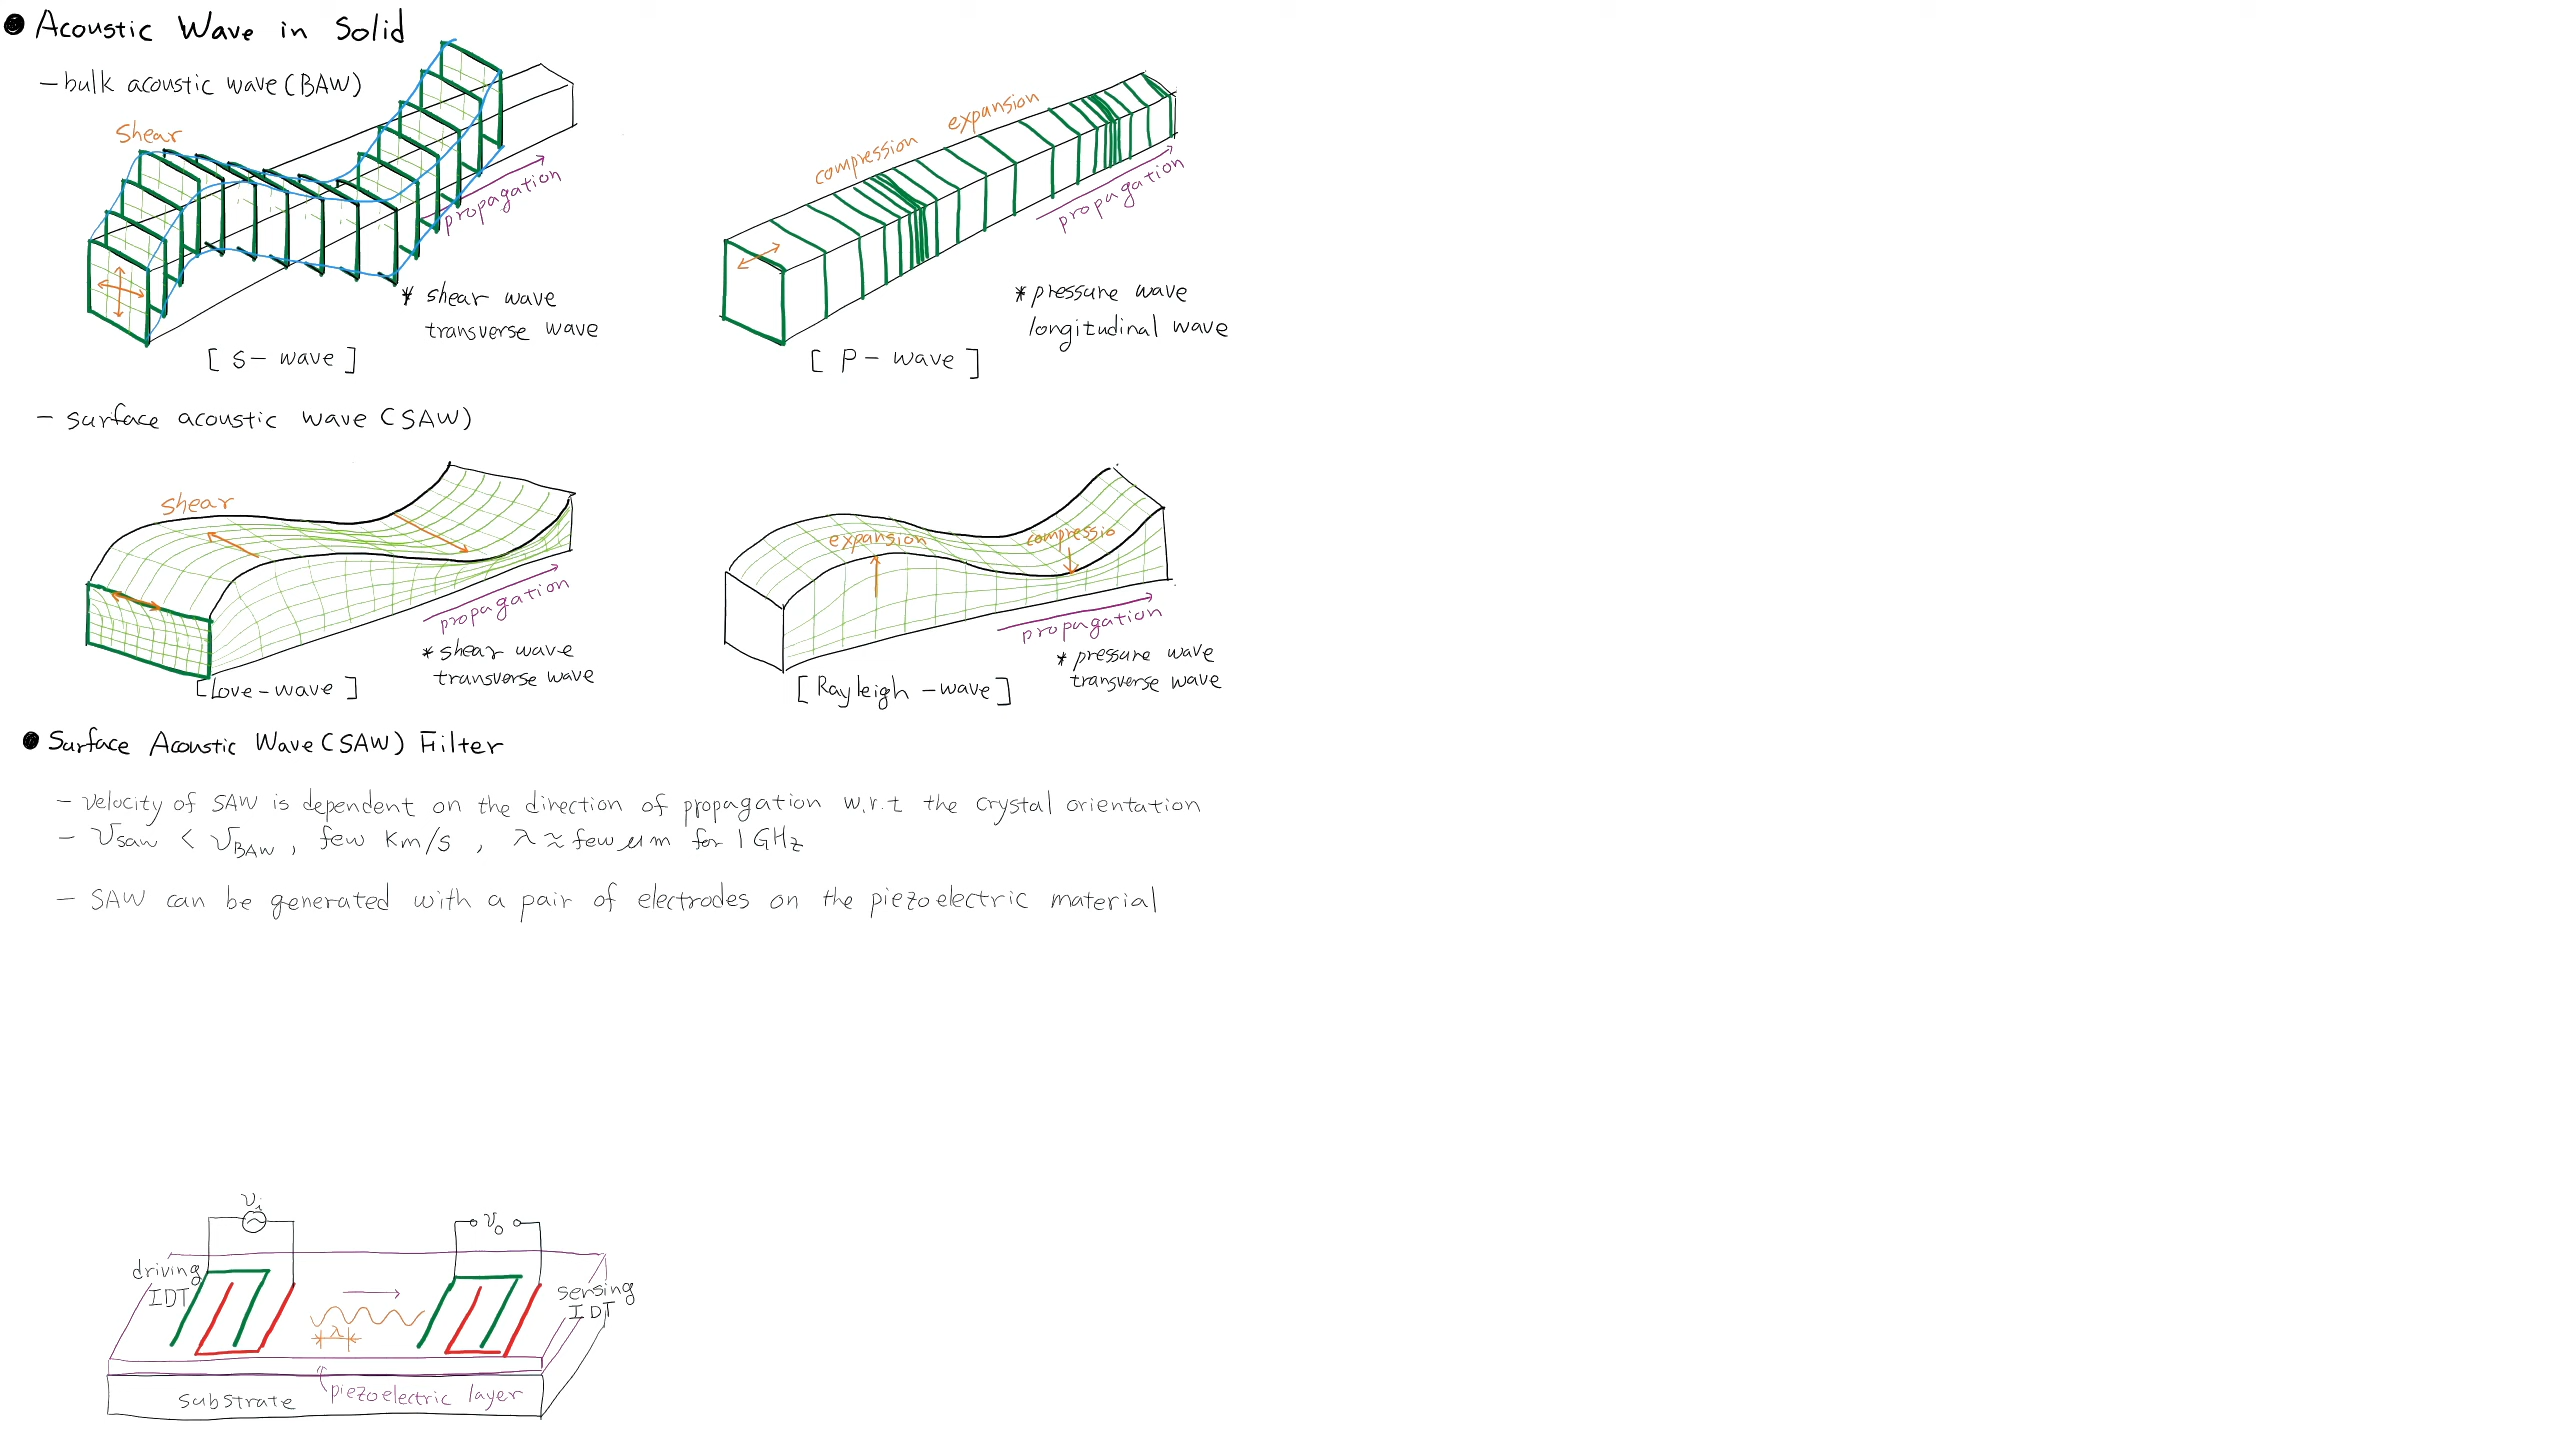 ● Acoustic Wave in Solid
- bulk acoustic wave (BAW)
shear
propagation
* shear wave
transverse wave
[ S- wave ]
compression
expansion
propagation
* pressure wave
longitudinal wave
[ P- wave ]
- surface acoustic wave (SAW)
shear
propagation
* shear wave
transverse wave
[Love-wave ]
expansion
compressio
propagation
* pressure wave
transverse wave
[Rayleigh-wave]
● Surface Acoustic Wave (SAW) Filter
- velocity of SAW is dependent on the direction of propagation w.r.t the crystal orientation
- Vsaw < VBAW, few Km/s, λ ≈ few μm for 1GHz
- SAW can be generated with a pair of electrodes on the piezoelectric material
vi
vo
driving
IDT
sensing
IDT
λ
piezoelectric layer
substrate